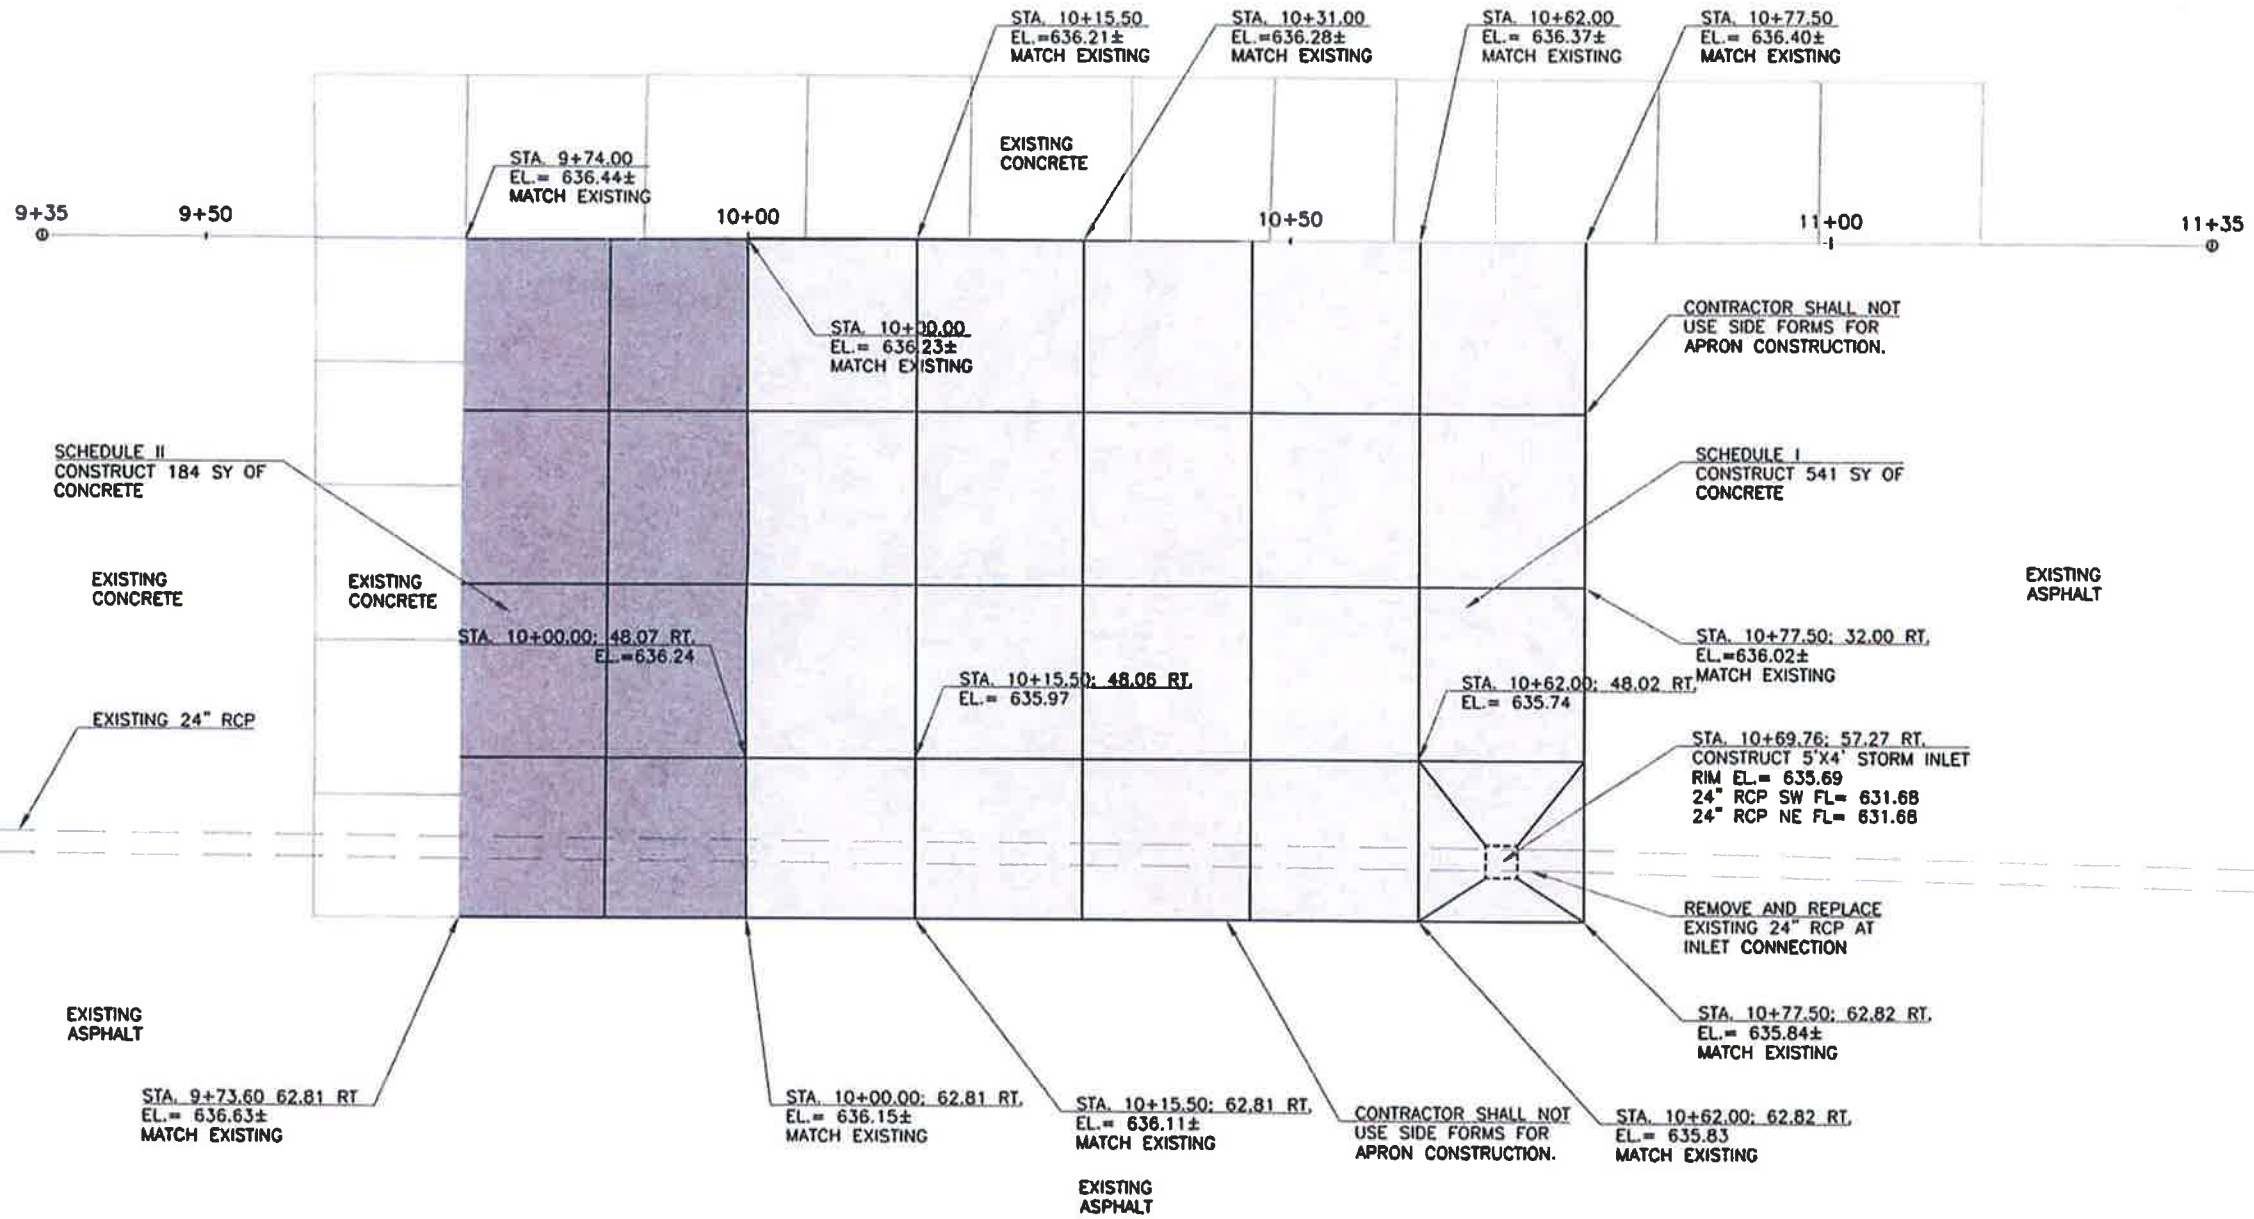 STA. 10+15.50
EL.=636.21±
MATCH EXISTING
STA. 10+31.00
EL.=636.28±
MATCH EXISTING
STA. 10+62.00
EL.= 636.37±
MATCH EXISTING
STA. 10+77.50
EL.= 636.40±
MATCH EXISTING
STA. 9+74.00
EL.= 636.44±
MATCH EXISTING
EXISTING
CONCRETE
9+35
9+50
10+00
10+50
11+00
11+35
STA. 10+00.00
EL.= 636.23±
MATCH EXISTING
CONTRACTOR SHALL NOT
USE SIDE FORMS FOR
APRON CONSTRUCTION.
SCHEDULE II
CONSTRUCT 184 SY OF
CONCRETE
SCHEDULE I
CONSTRUCT 541 SY OF
CONCRETE
EXISTING
CONCRETE
EXISTING
CONCRETE
EXISTING
ASPHALT
STA. 10+00.00; 48.07 RT.
EL.=636.24
STA. 10+15.50; 48.06 RT.
EL.= 635.97
STA. 10+62.00; 48.02 RT.
EL.= 635.74
STA. 10+77.50; 32.00 RT.
EL.=636.02±
MATCH EXISTING
EXISTING 24" RCP
STA. 10+69.76; 57.27 RT.
CONSTRUCT 5'X4' STORM INLET
RIM EL.= 635.69
24" RCP SW FL= 631.68
24" RCP NE FL= 631.68
REMOVE AND REPLACE
EXISTING 24" RCP AT
INLET CONNECTION
EXISTING
ASPHALT
STA. 10+77.50; 62.82 RT.
EL.= 635.84±
MATCH EXISTING
STA. 9+73.60 62.81 RT
EL.= 636.63±
MATCH EXISTING
STA. 10+00.00; 62.81 RT.
EL.= 636.15±
MATCH EXISTING
STA. 10+15.50; 62.81 RT.
EL.= 636.11±
MATCH EXISTING
CONTRACTOR SHALL NOT
USE SIDE FORMS FOR
APRON CONSTRUCTION.
STA. 10+62.00; 62.82 RT.
EL.= 635.83
MATCH EXISTING
EXISTING
ASPHALT